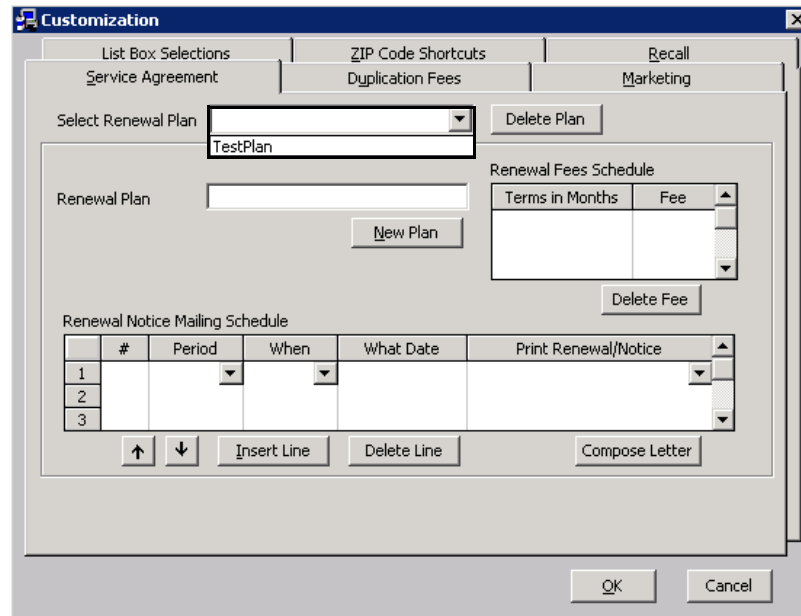 Customization
List Box Selections ZIP Code Shortcuts Recall
Service Agreement Duplication Fees Marketing
Select Renewal Plan Delete Plan
TestPlan
Renewal Fees Schedule
Renewal Plan Terms in Months Fee
New Plan
Delete Fee
Renewal Notice Mailing Schedule
# Period When What Date Print Renewal/Notice
1
2
3
Insert Line Delete Line Compose Letter
OK Cancel